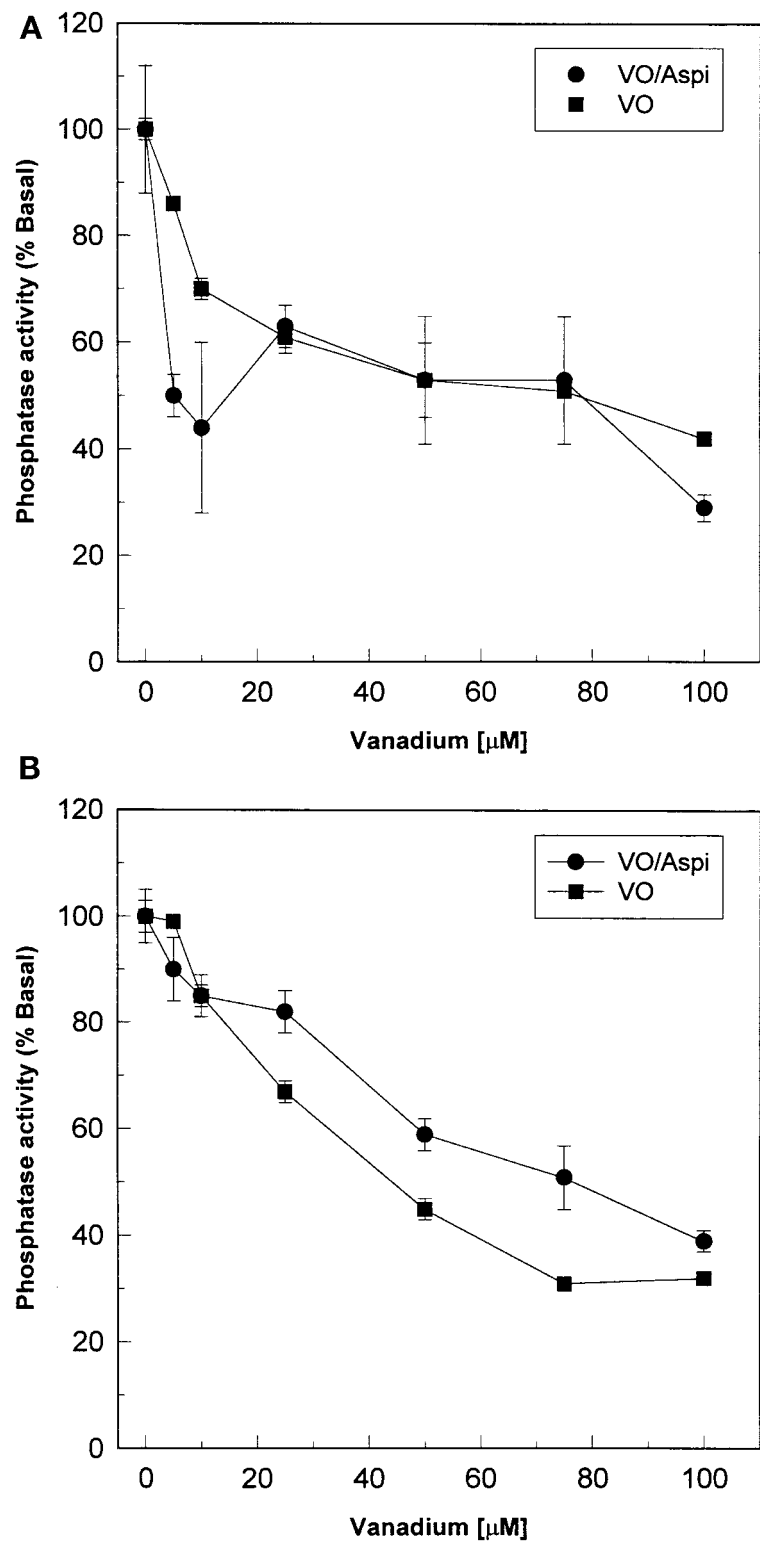 A
120
100
80
60
40
20
0
Phosphatase activity (% Basal)
VO/Aspi
VO
0 20 40 60 80 100
Vanadium [μM]
B
120
100
80
60
40
20
0
Phosphatase activity (% Basal)
VO/Aspi
VO
0 20 40 60 80 100
Vanadium [μM]